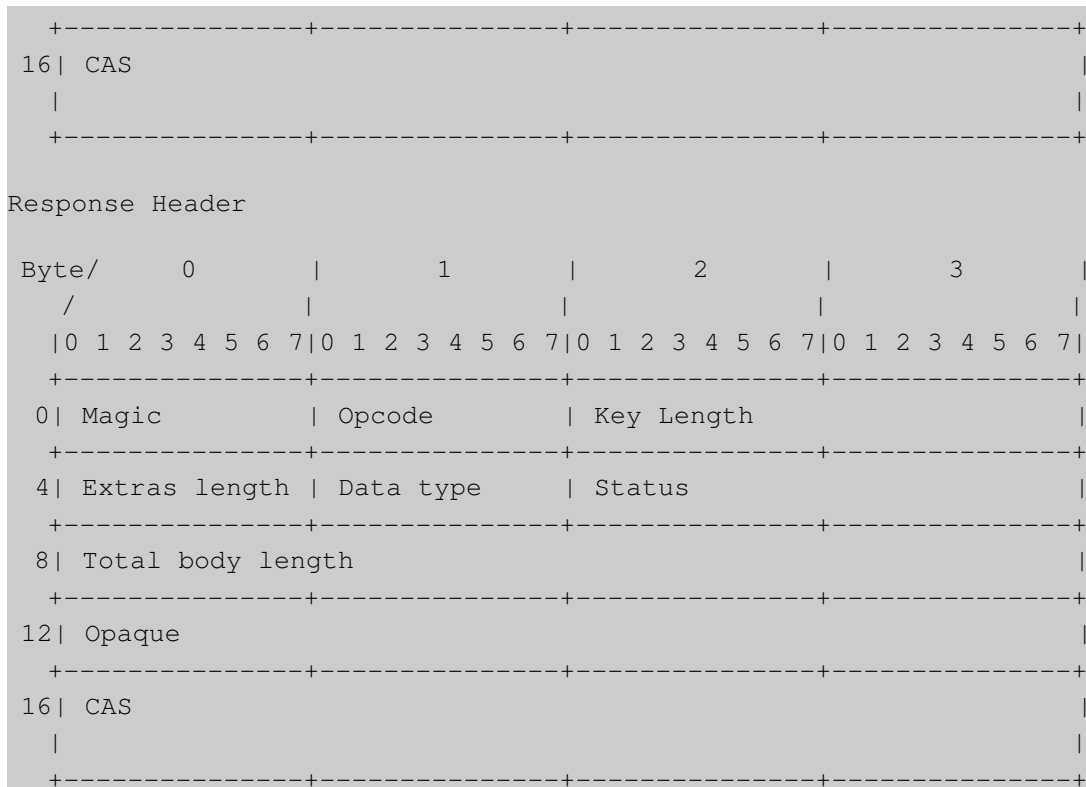 +---------------+---------------+---------------+---------------+
16| CAS |
| |
+---------------+---------------+---------------+---------------+
Response Header
Byte/ 0 | 1 | 2 | 3 |
/ | | | |
|0 1 2 3 4 5 6 7|0 1 2 3 4 5 6 7|0 1 2 3 4 5 6 7|0 1 2 3 4 5 6 7|
+---------------+---------------+---------------+---------------+
0| Magic | Opcode | Key Length |
+---------------+---------------+---------------+---------------+
4| Extras length | Data type | Status |
+---------------+---------------+---------------+---------------+
8| Total body length |
+---------------+---------------+---------------+---------------+
12| Opaque |
+---------------+---------------+---------------+---------------+
16| CAS |
| |
+---------------+---------------+---------------+---------------+